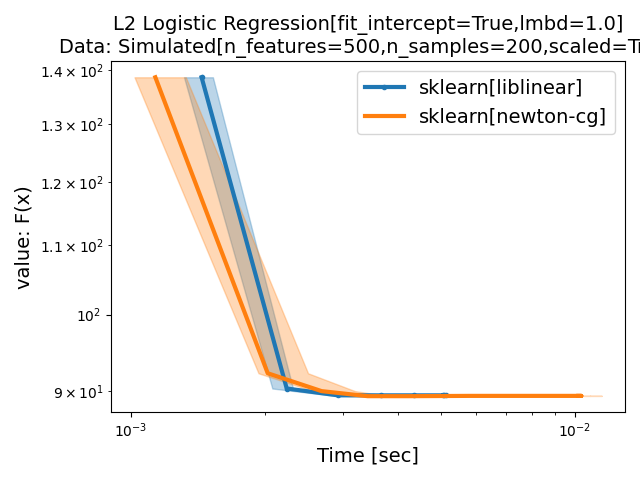 L2 Logistic Regression[fit_intercept=True,lmbd=1.0]
Data: Simulated[n_features=500,n_samples=200,scaled=T
1.4 × 10²
1.3 × 10²
1.2 × 10²
1.1 × 10²
10²
9 × 10¹
value: F(x)
sklearn[liblinear]
sklearn[newton-cg]
10⁻³
10⁻²
Time [sec]